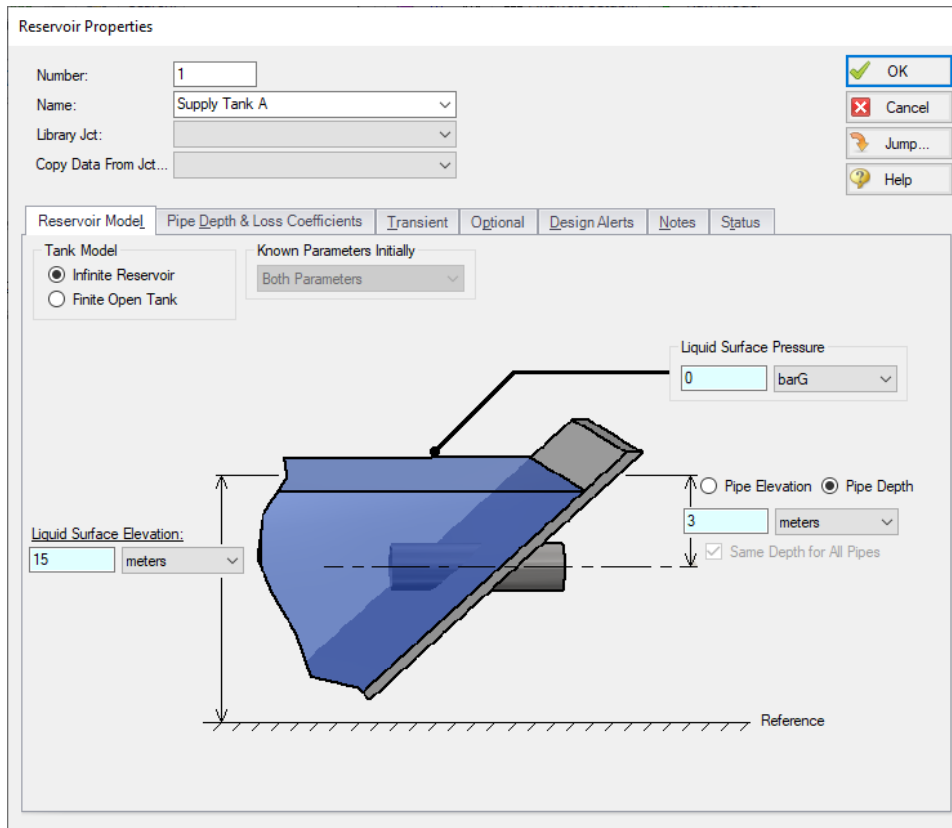 Reservoir Properties
Number: 1
Name: Supply Tank A
Library Jct:
Copy Data From Jct...
OK
Cancel
Jump...
Help
Reservoir Model Pipe Depth & Loss Coefficients Transient Optional Design Alerts Notes Status
Tank Model
Infinite Reservoir
Finite Open Tank
Known Parameters Initially
Both Parameters
Liquid Surface Pressure
0 barG
Pipe Elevation Pipe Depth
3 meters
Same Depth for All Pipes
Liquid Surface Elevation:
15 meters
Reference